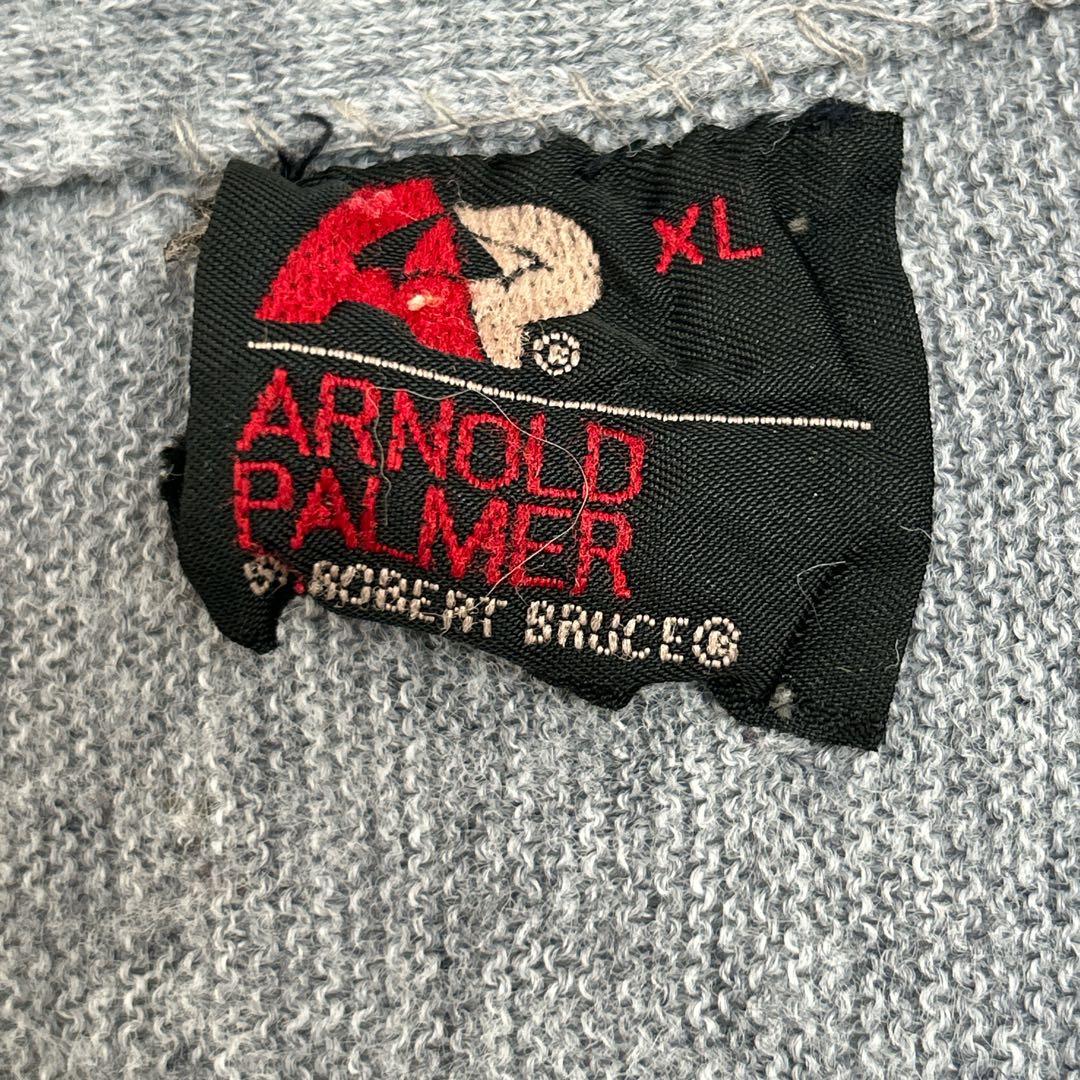 XL
®
ARNOLD
PALMER
BY ROBERT BRUCE®